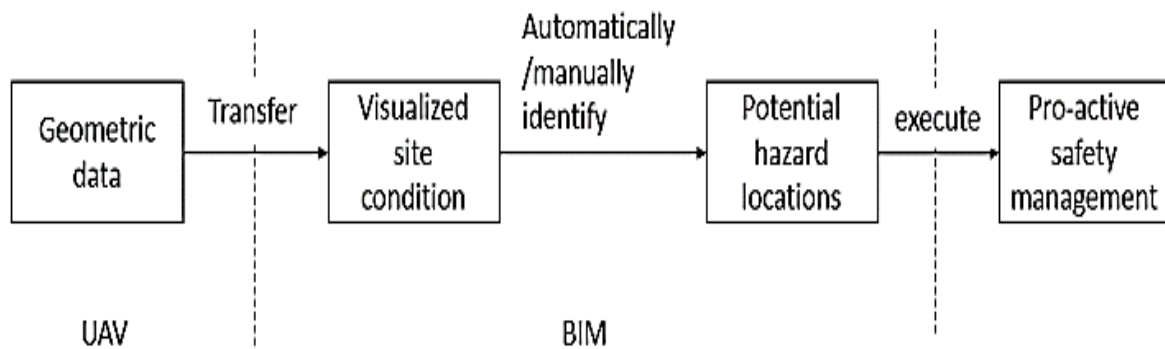 Geometric
data
Transfer
Visualized
site
condition
Automatically
/manually
identify
Potential
hazard
locations
execute
Pro-active
safety
management
UAV
BIM